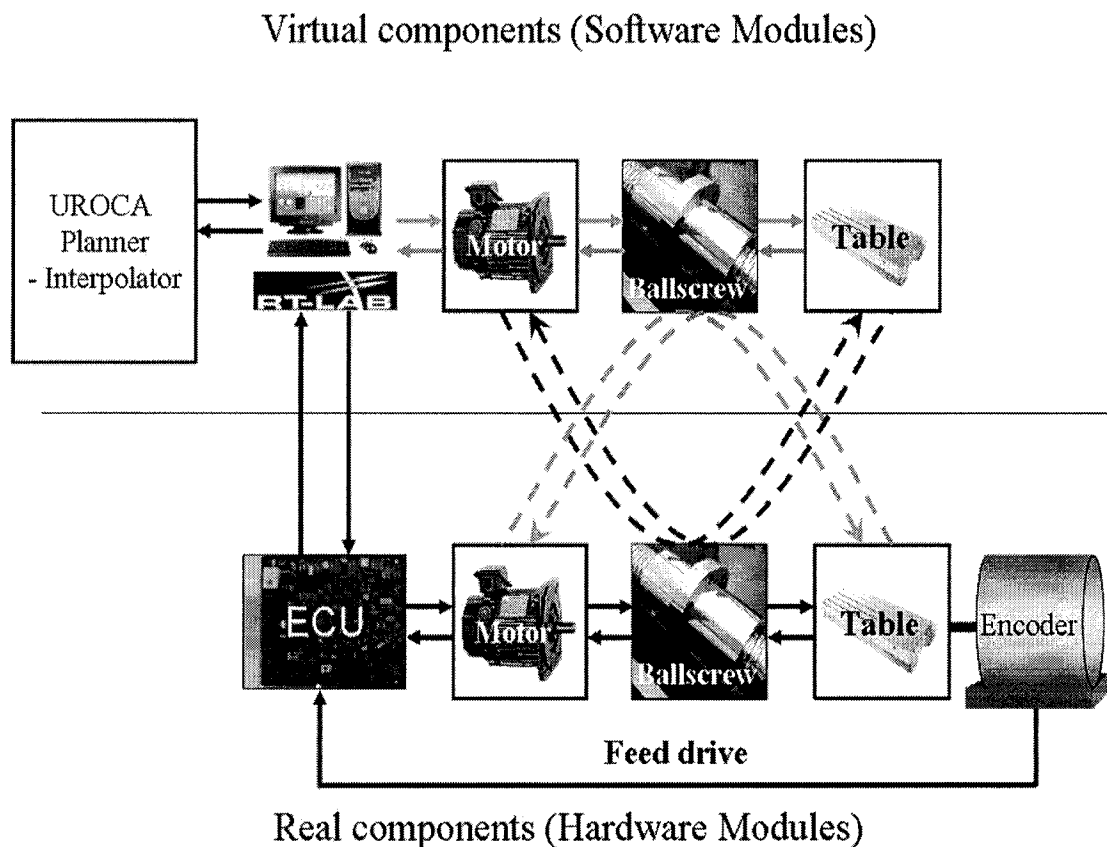 Virtual components (Software Modules)
UROCA
Planner
- Interpolator
RT-LAB
Motor
Ballscrew
Table
ECU
Motor
Ballscrew
Table
Encoder
Feed drive
Real components (Hardware Modules)